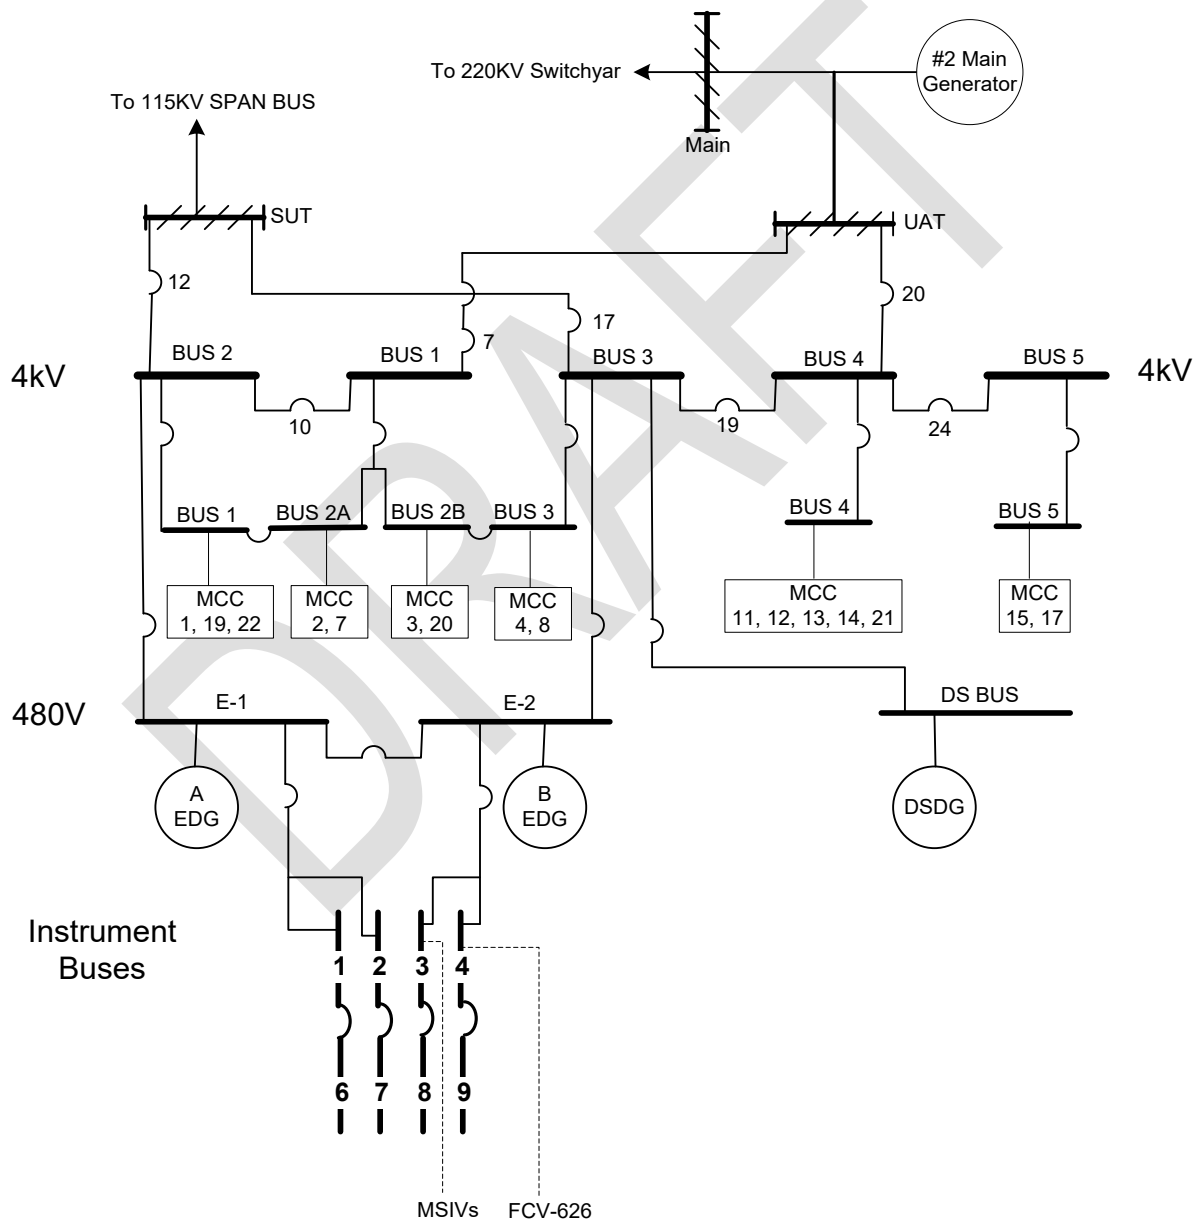 #2 Main
Generator
To 220KV Switchyar
To 115KV SPAN BUS
Main
SUT
UAT
12
20
17
7
4kV
BUS 2
BUS 1
BUS 3
BUS 4
BUS 5
4kV
10
19
24
BUS 1
BUS 2A
BUS 2B
BUS 3
BUS 4
BUS 5
MCC
1, 19, 22
MCC
2, 7
MCC
3, 20
MCC
4, 8
MCC
11, 12, 13, 14, 21
MCC
15, 17
480V
E-1
E-2
DS BUS
A
EDG
B
EDG
DSDG
Instrument
Buses
1
2
3
4
6
7
8
9
MSIVs
FCV-626
DRAFT